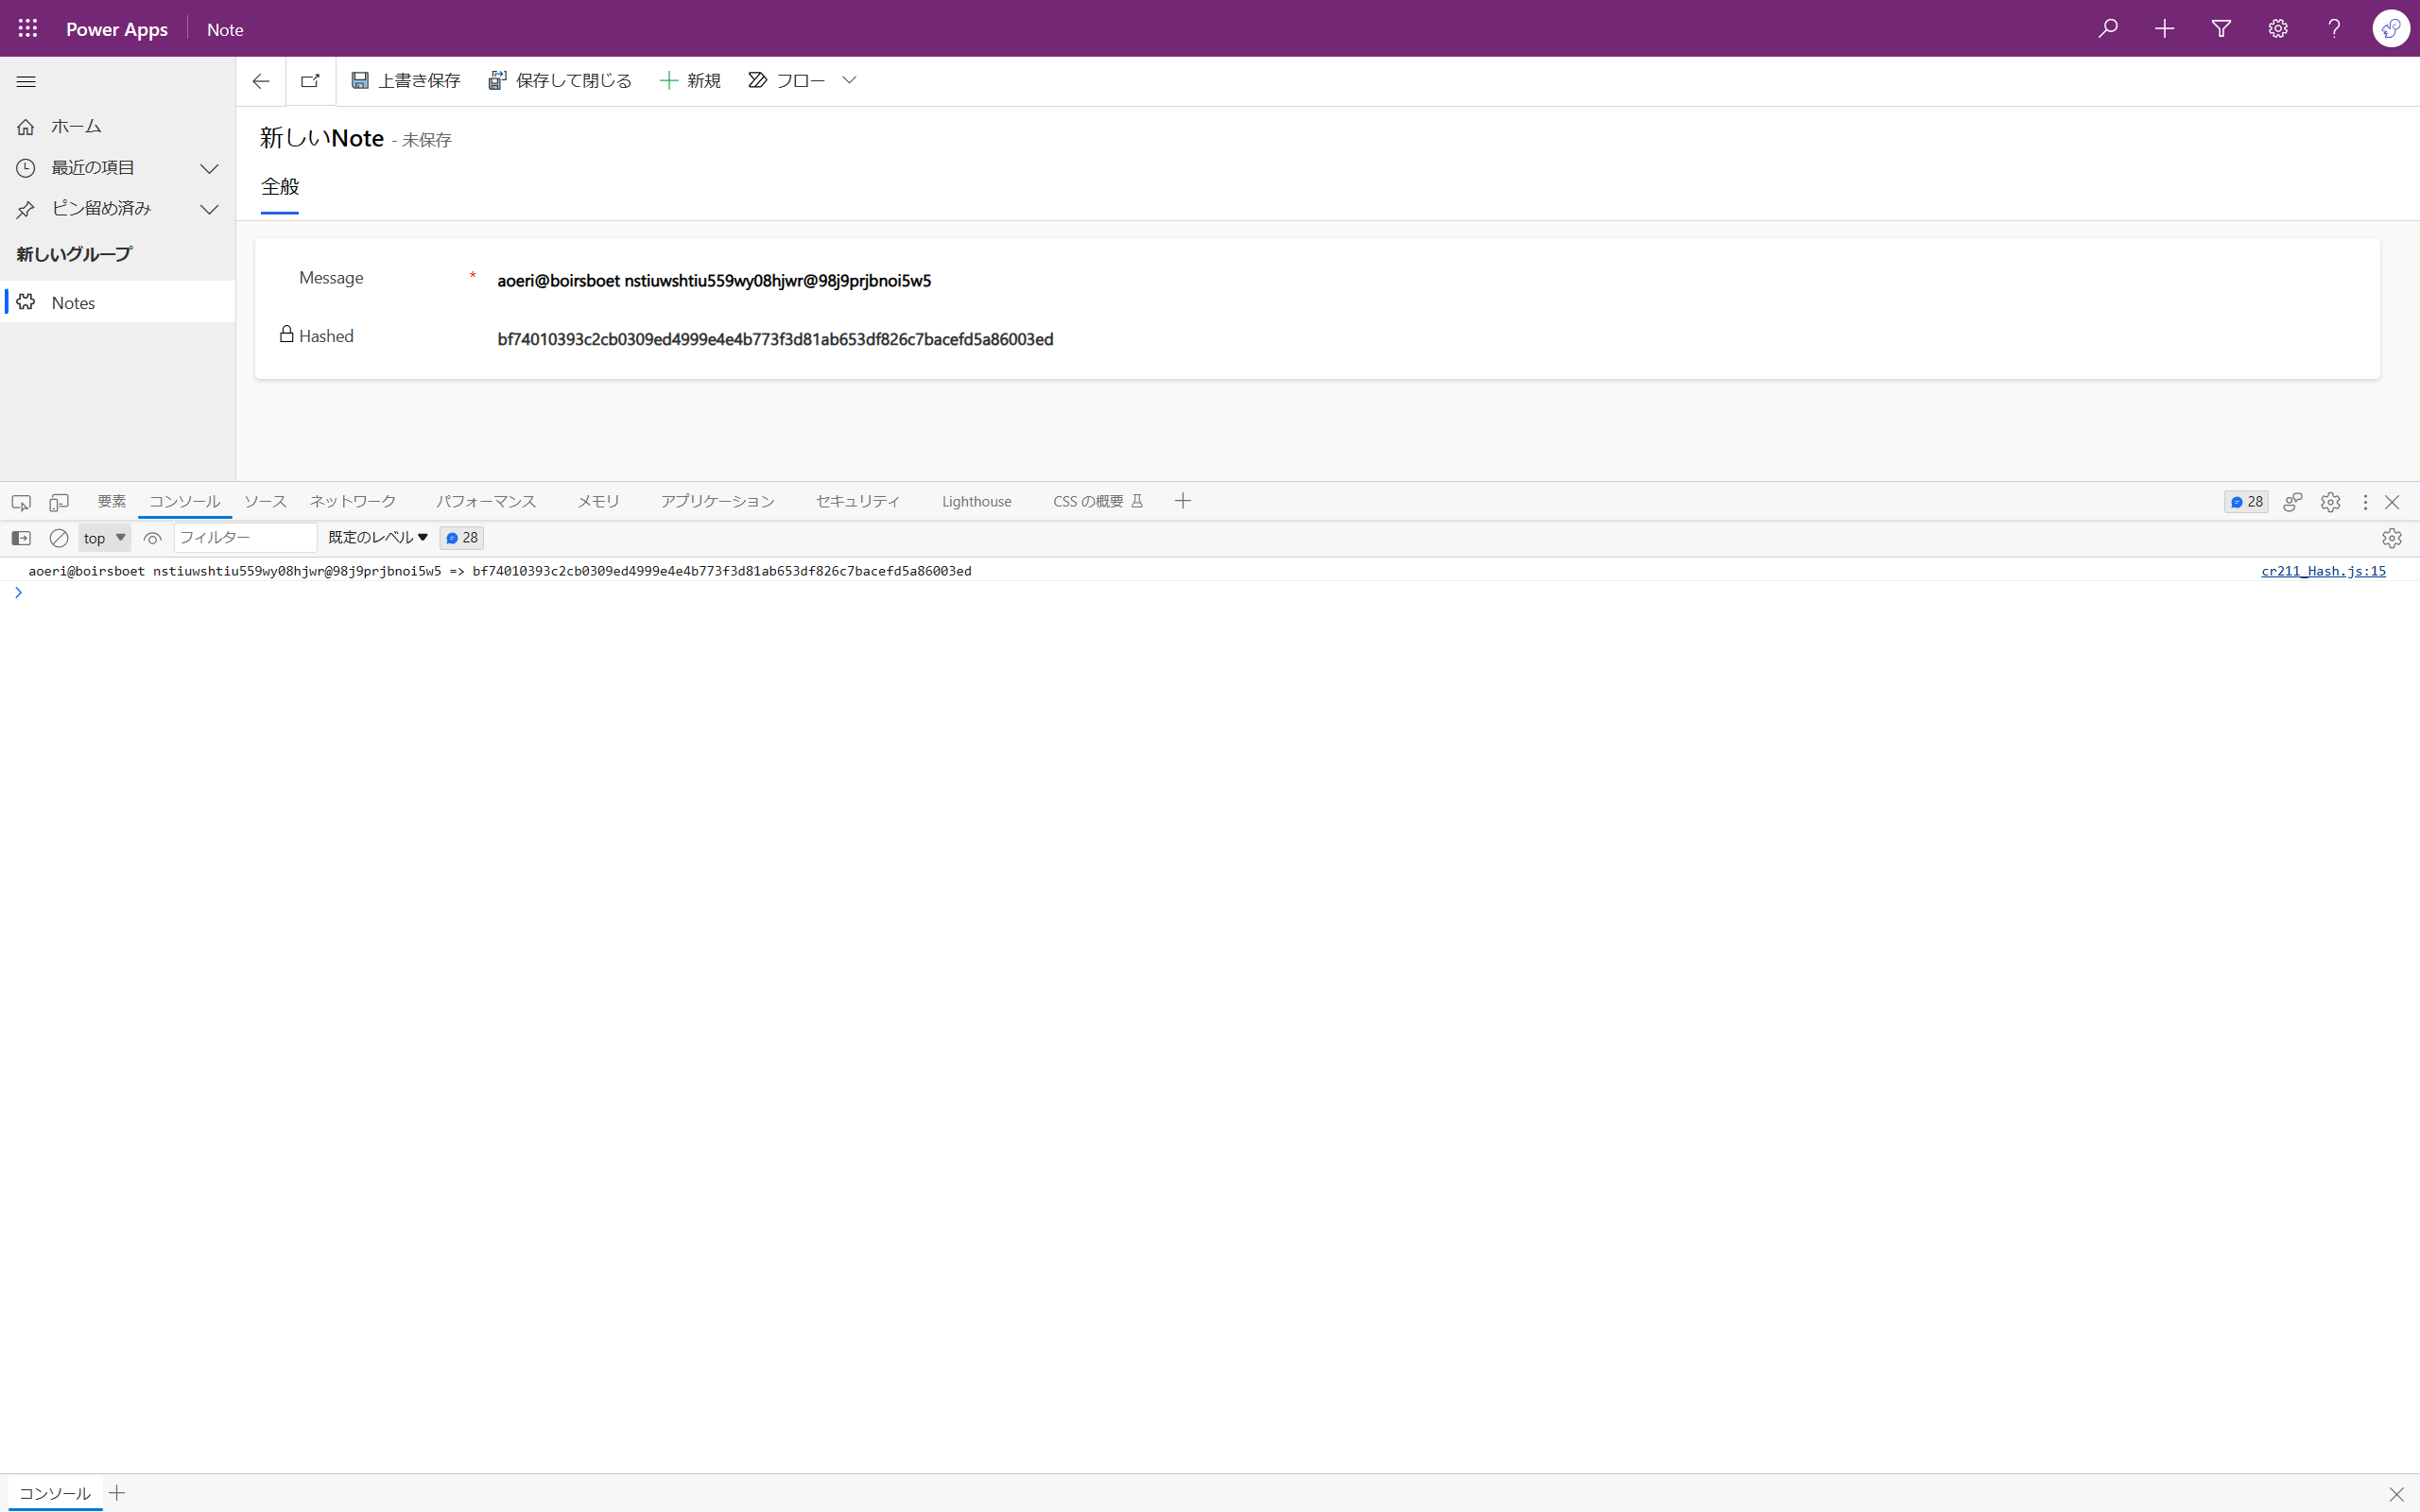 Power Apps Note
上書き保存 保存して閉じる 新規 フロー
ホーム
最近の項目
ピン留め済み
新しいグループ
Notes
新しいNote - 未保存
全般
Message * aoeri@boirsboet nstiuwshtiu559wy08hjwr@98j9prjbnoi5w5
Hashed bf74010393c2cb0309ed4999e4e4b773f3d81ab653df826c7bacefd5a86003ed
要素 コンソール ソース ネットワーク パフォーマンス メモリ アプリケーション セキュリティ Lighthouse CSS の概要 28
top フィルター 既定のレベル 28
aoeri@boirsboet nstiuwshtiu559wy08hjwr@98j9prjbnoi5w5 => bf74010393c2cb0309ed4999e4e4b773f3d81ab653df826c7bacefd5a86003ed cr211_Hash.js:15
コンソール